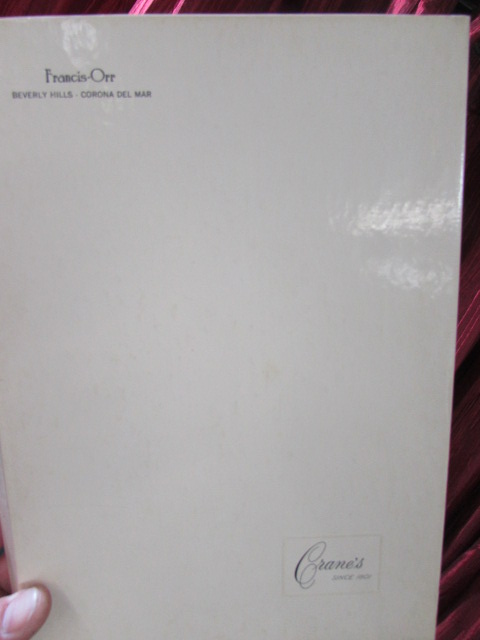 Francis-Orr
BEVERLY HILLS - CORONA DEL MAR
Crane's
SINCE 1801